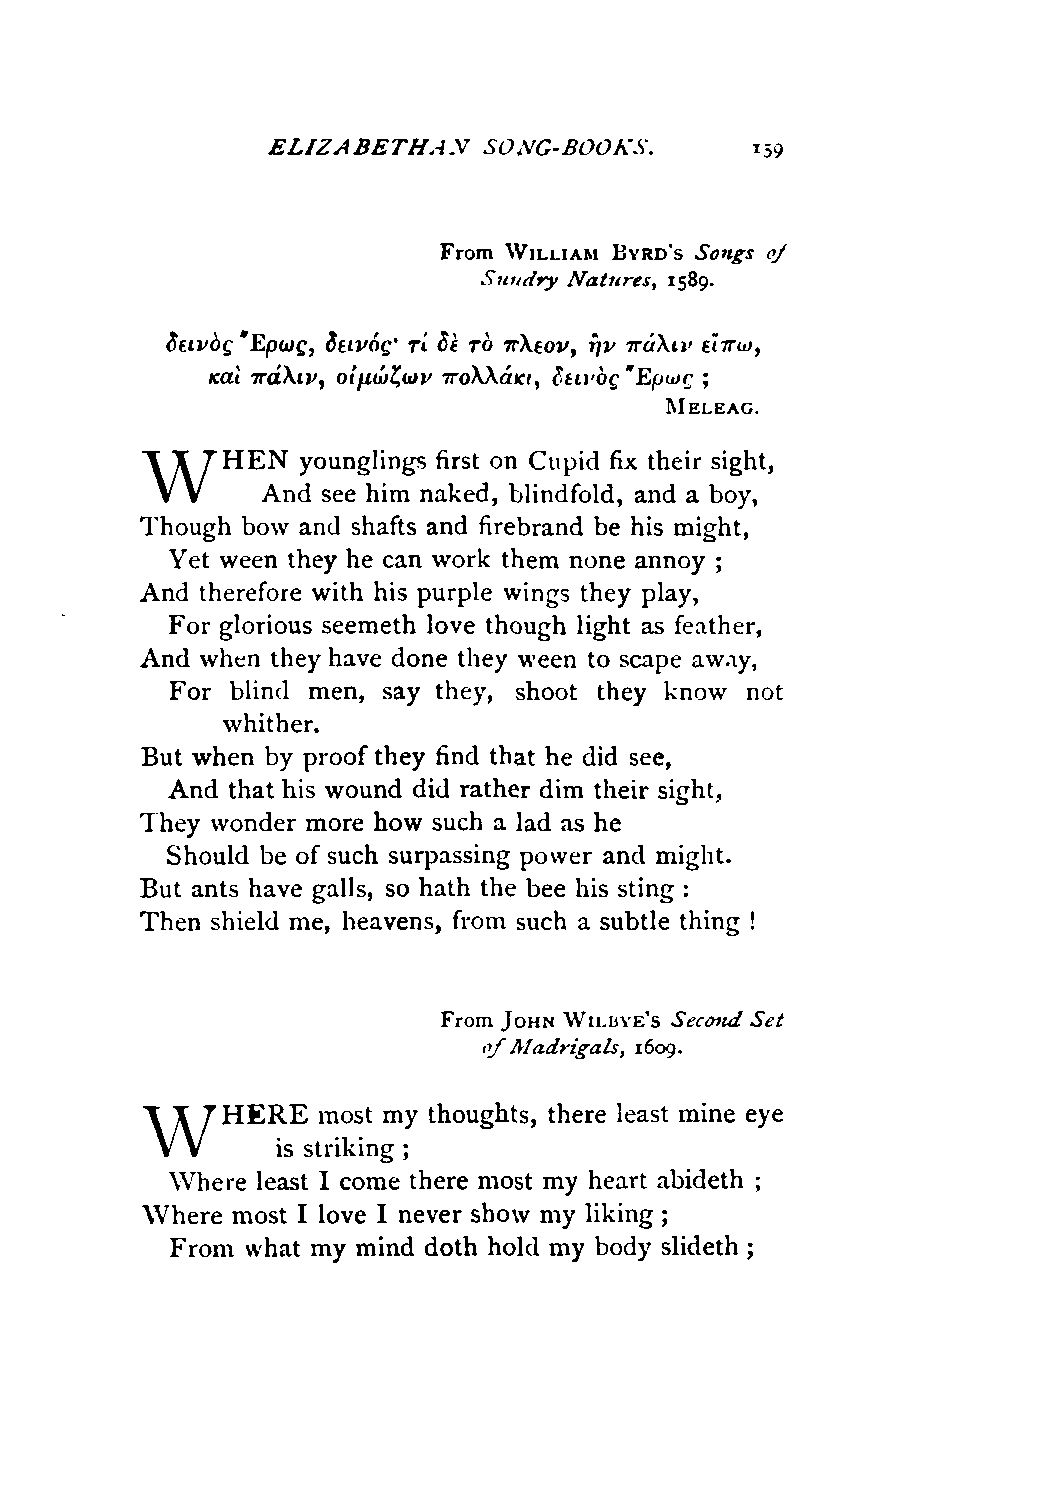 ELIZABETHAN SONG-BOOKS. 159
From WILLIAM BYRD'S Songs of
Sundry Natures, 1589.
δεινὸς Ἔρως, δεινός· τί δὲ τὸ πλεον, ἢν πάλιν εἴπω,
καὶ πάλιν, οἰμώζων πολλάκι, δεινὸς Ἔρως ;
MELEAG.
WHEN younglings first on Cupid fix their sight,
And see him naked, blindfold, and a boy,
Though bow and shafts and firebrand be his might,
Yet ween they he can work them none annoy ;
And therefore with his purple wings they play,
For glorious seemeth love though light as feather,
And when they have done they ween to scape away,
For blind men, say they, shoot they know not
whither.
But when by proof they find that he did see,
And that his wound did rather dim their sight,
They wonder more how such a lad as he
Should be of such surpassing power and might.
But ants have galls, so hath the bee his sting :
Then shield me, heavens, from such a subtle thing !
From JOHN WILBYE'S Second Set
of Madrigals, 1609.
WHERE most my thoughts, there least mine eye
is striking ;
Where least I come there most my heart abideth ;
Where most I love I never show my liking ;
From what my mind doth hold my body slideth ;